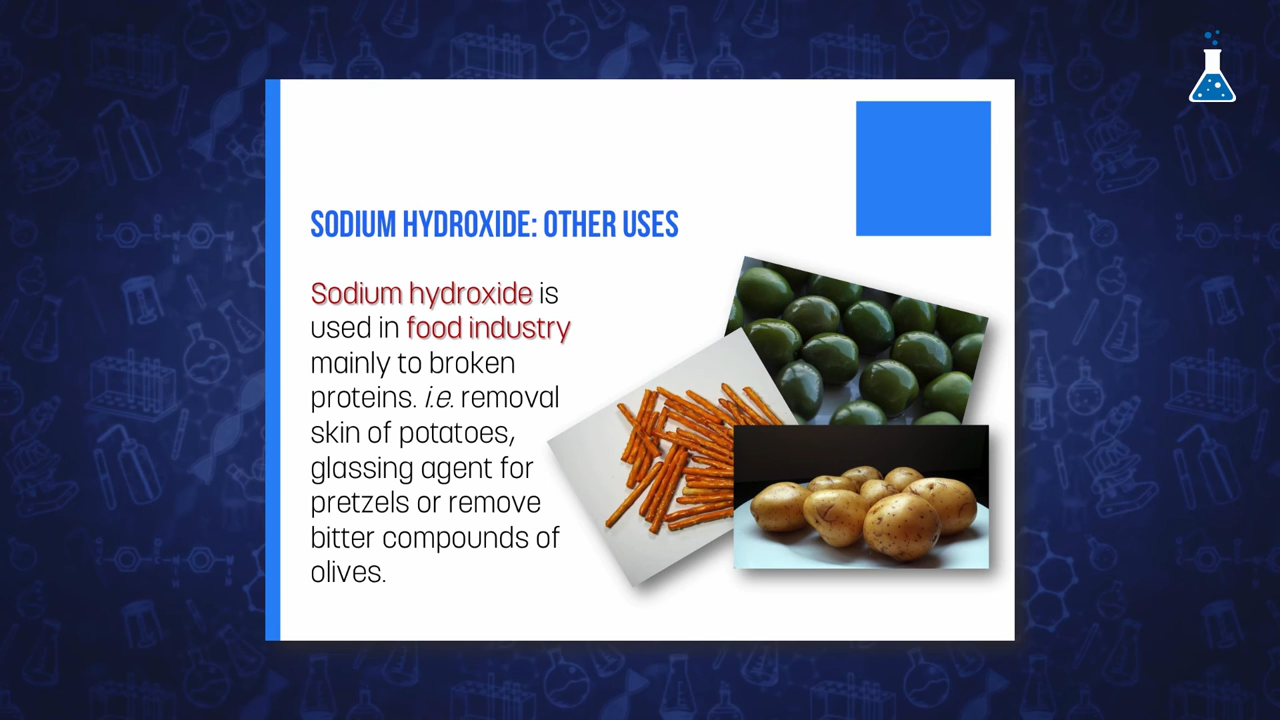 SODIUM HYDROXIDE: OTHER USES
Sodium hydroxide is
used in food industry
mainly to broken
proteins. i.e. removal
skin of potatoes,
glassing agent for
pretzels or remove
bitter compounds of
olives.